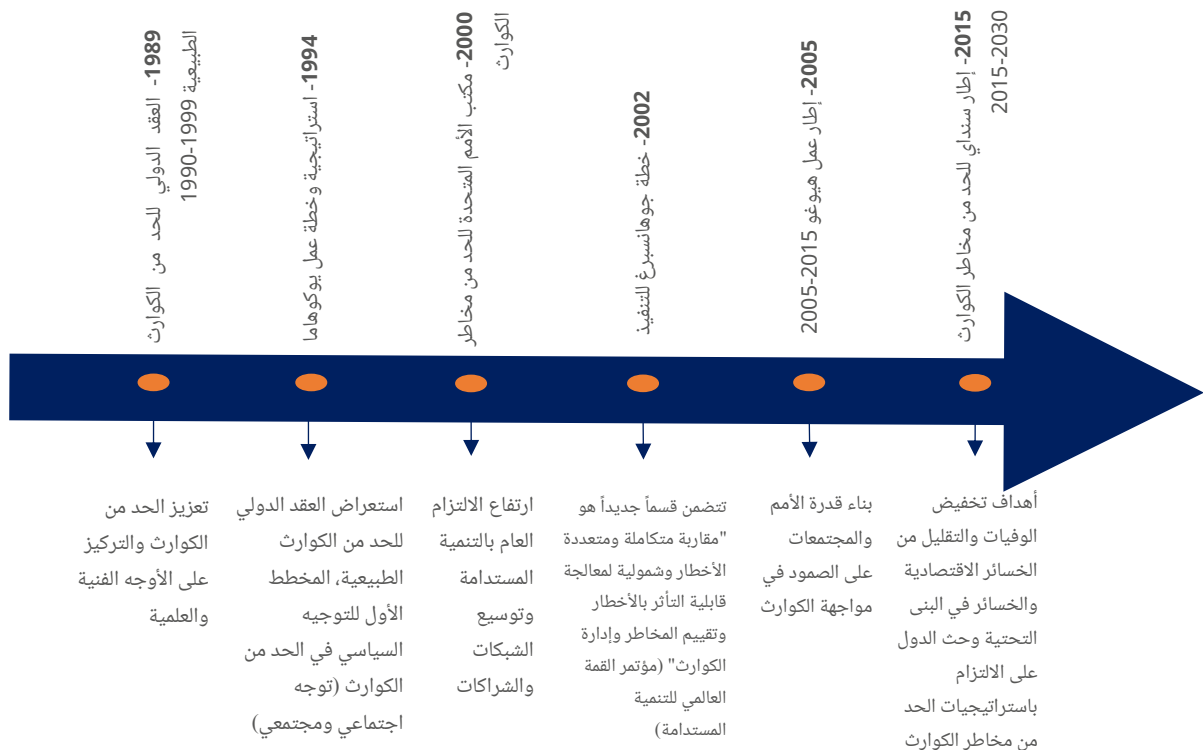 1989- العقد الدولي للحد من الكوارث
الطبيعية 1990-1999
1994- استراتيجية وخطة عمل يوكوهاما
2000- مكتب الأمم المتحدة للحد من مخاطر
الكوارث
2002- خطة جوهانسبرغ للتنفيذ
2005- إطار عمل هيوغو 2005-2015
2015- إطار سنداي للحد من مخاطر الكوارث
2015-2030
تعزيز الحد من
الكوارث والتركيز
على الأوجه الفنية
والعلمية
استعراض العقد الدولي
للحد من الكوارث
الطبيعية، المخطط
الأول للتوجيه
السياسي في الحد من
الكوارث (توجه
اجتماعي ومجتمعي)
ارتفاع الالتزام
العام بالتنمية
المستدامة
وتوسيع
الشبكات
والشراكات
تتضمن قسماً جديداً هو
"مقاربة متكاملة ومتعددة
الأخطار وشمولية لمعالجة
قابلية التأثر بالأخطار
وتقييم المخاطر وإدارة
الكوارث" (مؤتمر القمة
العالمي للتنمية
المستدامة)
بناء قدرة الأمم
والمجتمعات
على الصمود في
مواجهة الكوارث
أهداف تخفيض
الوفيات والتقليل من
الخسائر الاقتصادية
والخسائر في البنى
التحتية وحث الدول
على الالتزام
باستراتيجيات الحد
من مخاطر الكوارث